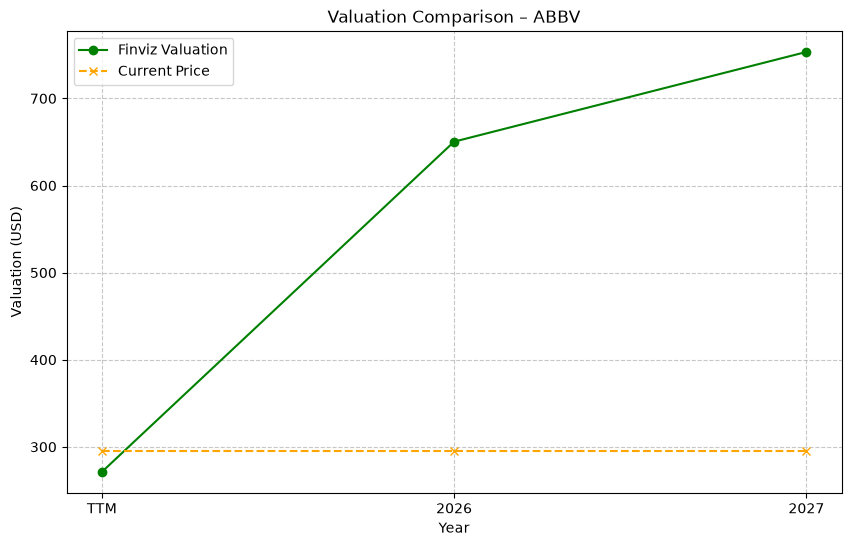 Valuation Comparison – ABBV
Finviz Valuation
Current Price
Valuation (USD)
700
600
500
400
300
TTM
2026
2027
Year